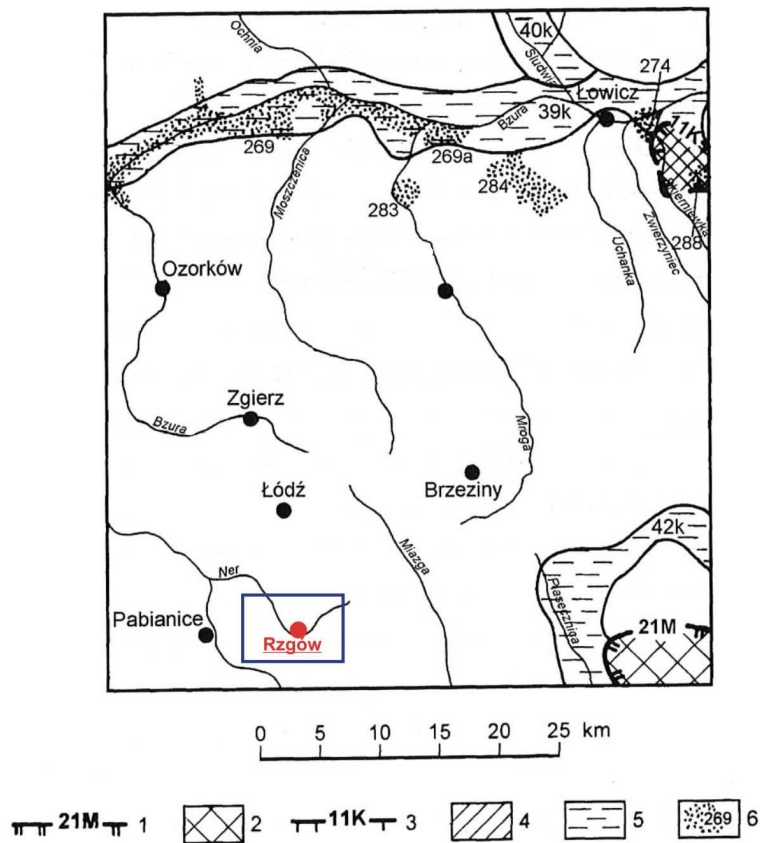 Ochnia
40k
Słudwia
274
Łowicz
11K
Bzura
39k
269
269a
Moszczenica
283
284
Skierniewka
288
Uchanka
Zwierzyniec
Ozorków
Zgierz
Bzura
Mroga
Łódź
Brzeziny
42k
Miazga
Ner
Piasecznica
Pabianice
Rzgów
21M
0 5 10 15 20 25 km
21M 1 2 11K 3 4 5 269 6